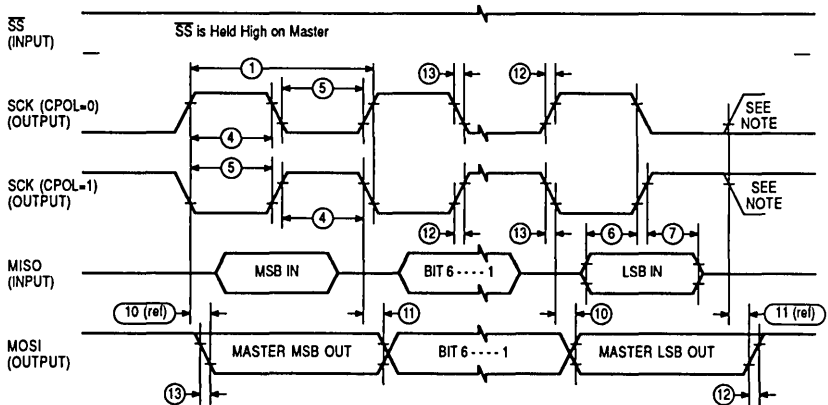 SS
(INPUT)
SS is Held High on Master
1
13
12
5
SCK (CPOL=0)
(OUTPUT)
SEE
NOTE
4
5
SCK (CPOL=1)
(OUTPUT)
SEE
NOTE
4
12
13
6
7
MISO
(INPUT)
MSB IN
BIT 6 - - - - 1
LSB IN
10 (ref)
11
10
11 (ref)
MOSI
(OUTPUT)
MASTER MSB OUT
BIT 6 - - - - 1
MASTER LSB OUT
13
12